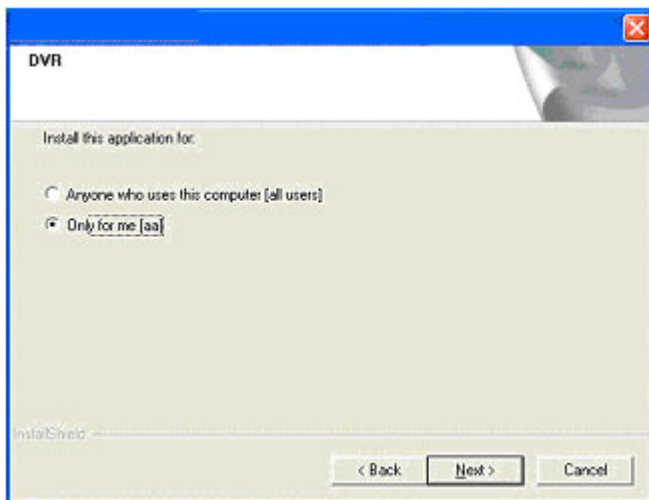 DVR
Install this application for:
Anyone who uses this computer [all users]
Only for me [aa]
InstallShield
< Back
Next >
Cancel